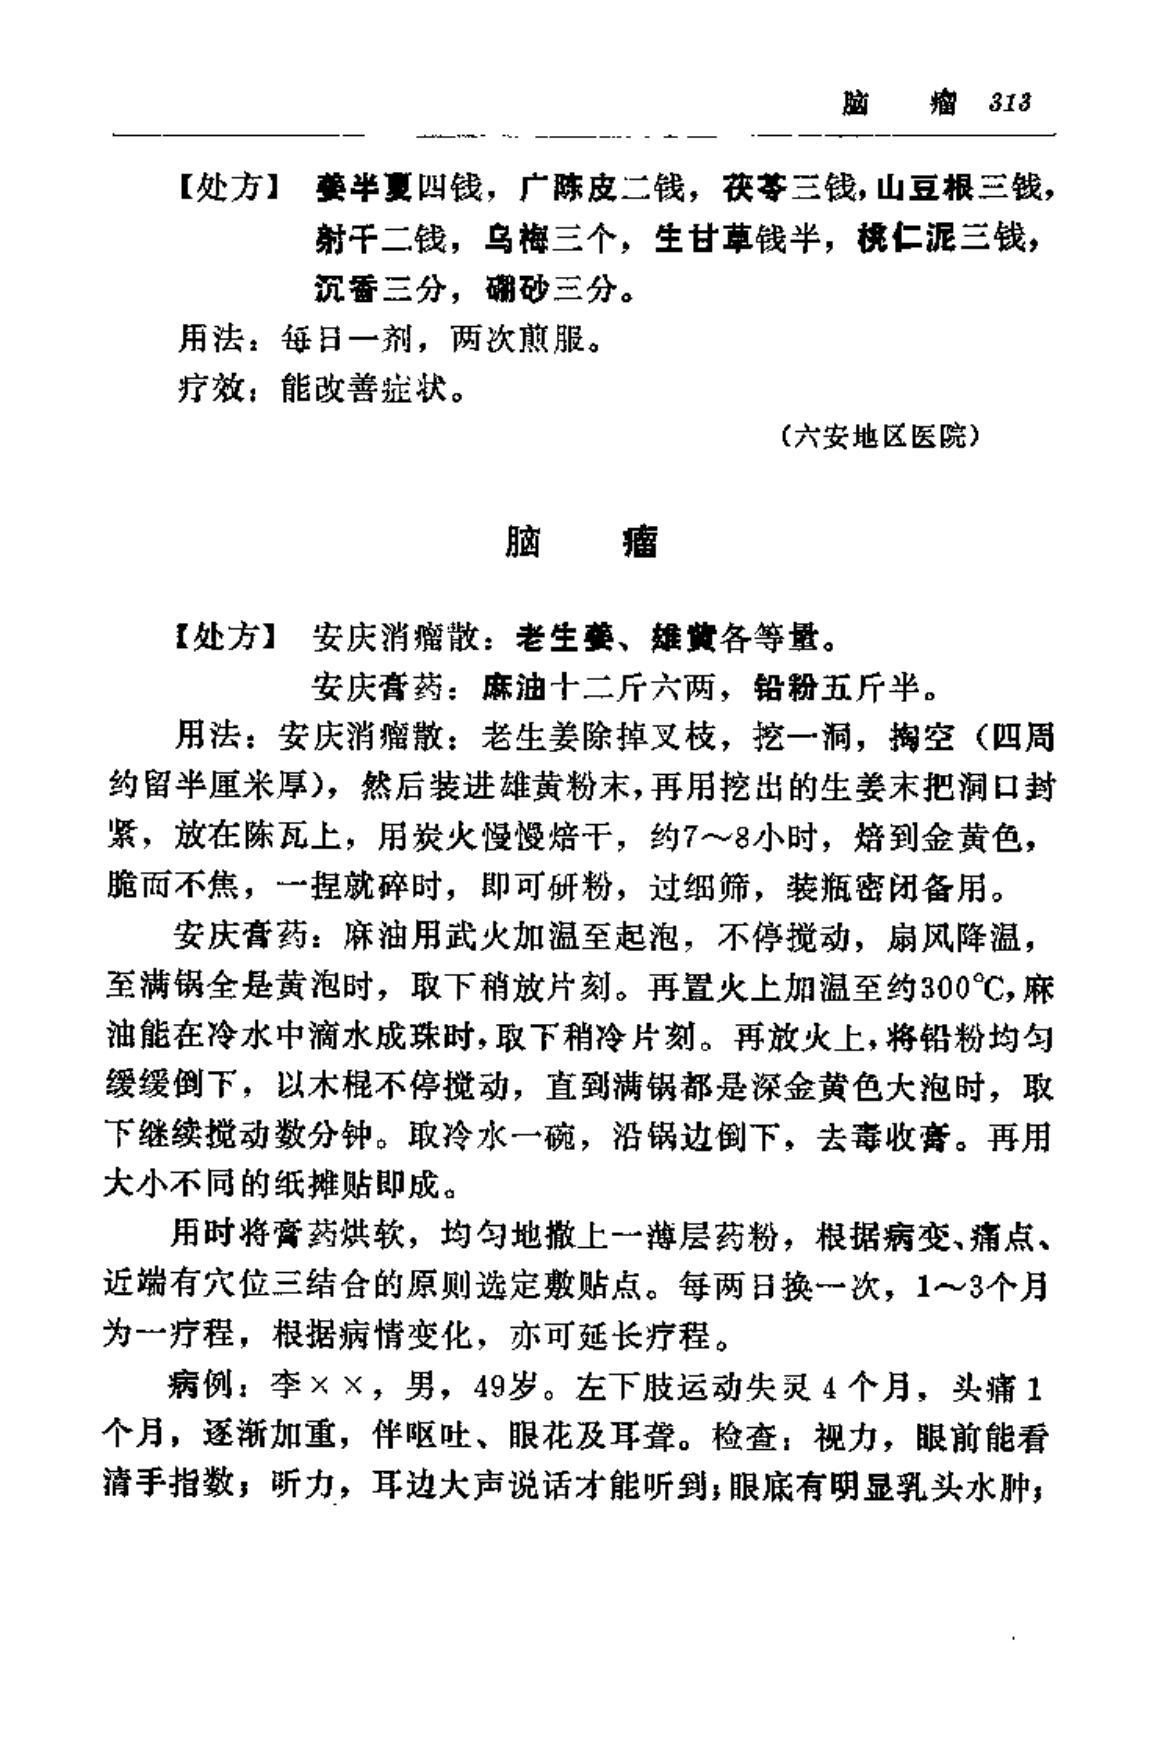 脑　瘤 313
【处方】 姜半夏四钱，广陈皮二钱，茯苓三钱，山豆根三钱，
射干二钱，乌梅三个，生甘草钱半，桃仁泥三钱，
沉香三分，硼砂三分。
用法：每日一剂，两次煎服。
疗效：能改善症状。
（六安地区医院）
脑　瘤
【处方】 安庆消瘤散：老生姜、雄黄各等量。
安庆膏药：麻油十二斤六两，铅粉五斤半。
用法：安庆消瘤散：老生姜除掉叉枝，挖一洞，掏空（四周
约留半厘米厚），然后装进雄黄粉末，再用挖出的生姜末把洞口封
紧，放在陈瓦上，用炭火慢慢焙干，约7～8小时，焙到金黄色，
脆而不焦，一捏就碎时，即可研粉，过细筛，装瓶密闭备用。
安庆膏药：麻油用武火加温至起泡，不停搅动，扇风降温，
至满锅全是黄泡时，取下稍放片刻。再置火上加温至约300℃，麻
油能在冷水中滴水成珠时，取下稍冷片刻。再放火上，将铅粉均匀
缓缓倒下，以木棍不停搅动，直到满锅都是深金黄色大泡时，取
下继续搅动数分钟。取冷水一碗，沿锅边倒下，去毒收膏。再用
大小不同的纸摊贴即成。
用时将膏药烘软，均匀地撒上一薄层药粉，根据病变、痛点、
近端有穴位三结合的原则选定敷贴点。每两日换一次，1～3个月
为一疗程，根据病情变化，亦可延长疗程。
病例：李××，男，49岁。左下肢运动失灵4个月，头痛1
个月，逐渐加重，伴呕吐、眼花及耳聋。检查：视力，眼前能看
清手指数；听力，耳边大声说话才能听到；眼底有明显乳头水肿；